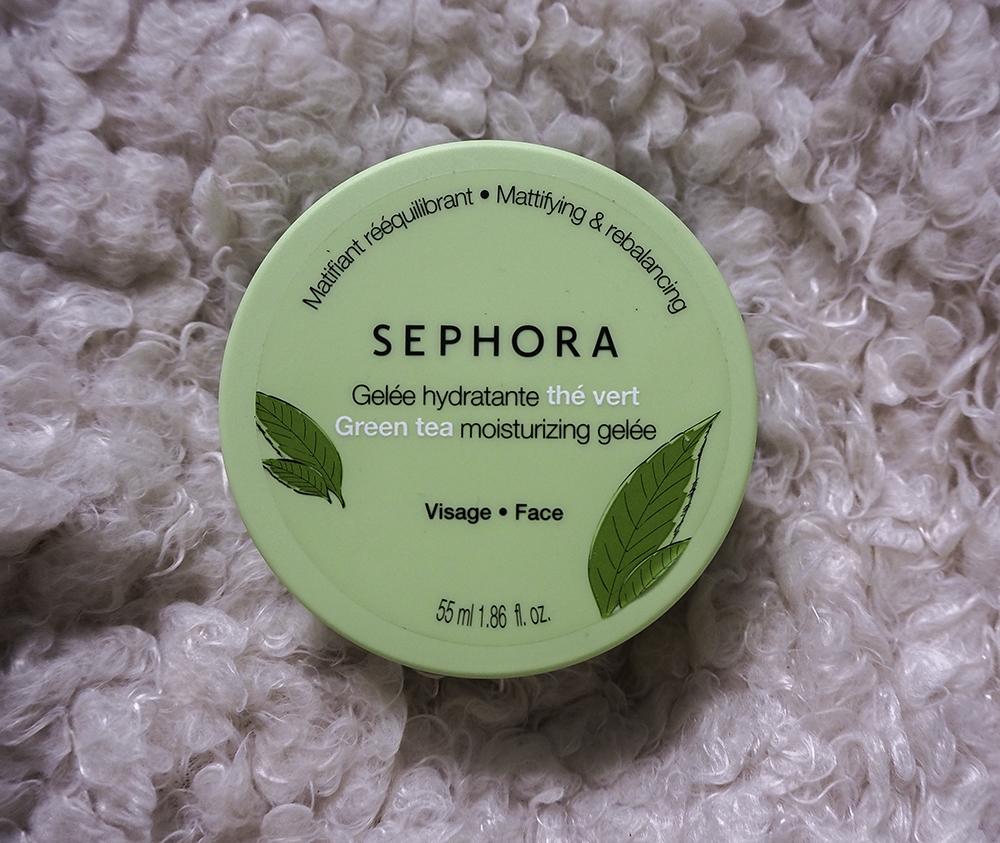 Matifiant rééquilibrant • Mattifying & rebalancing
SEPHORA
Gelée hydratante thé vert
Green tea moisturizing gelée
Visage • Face
55 ml 1.86 fl. oz.